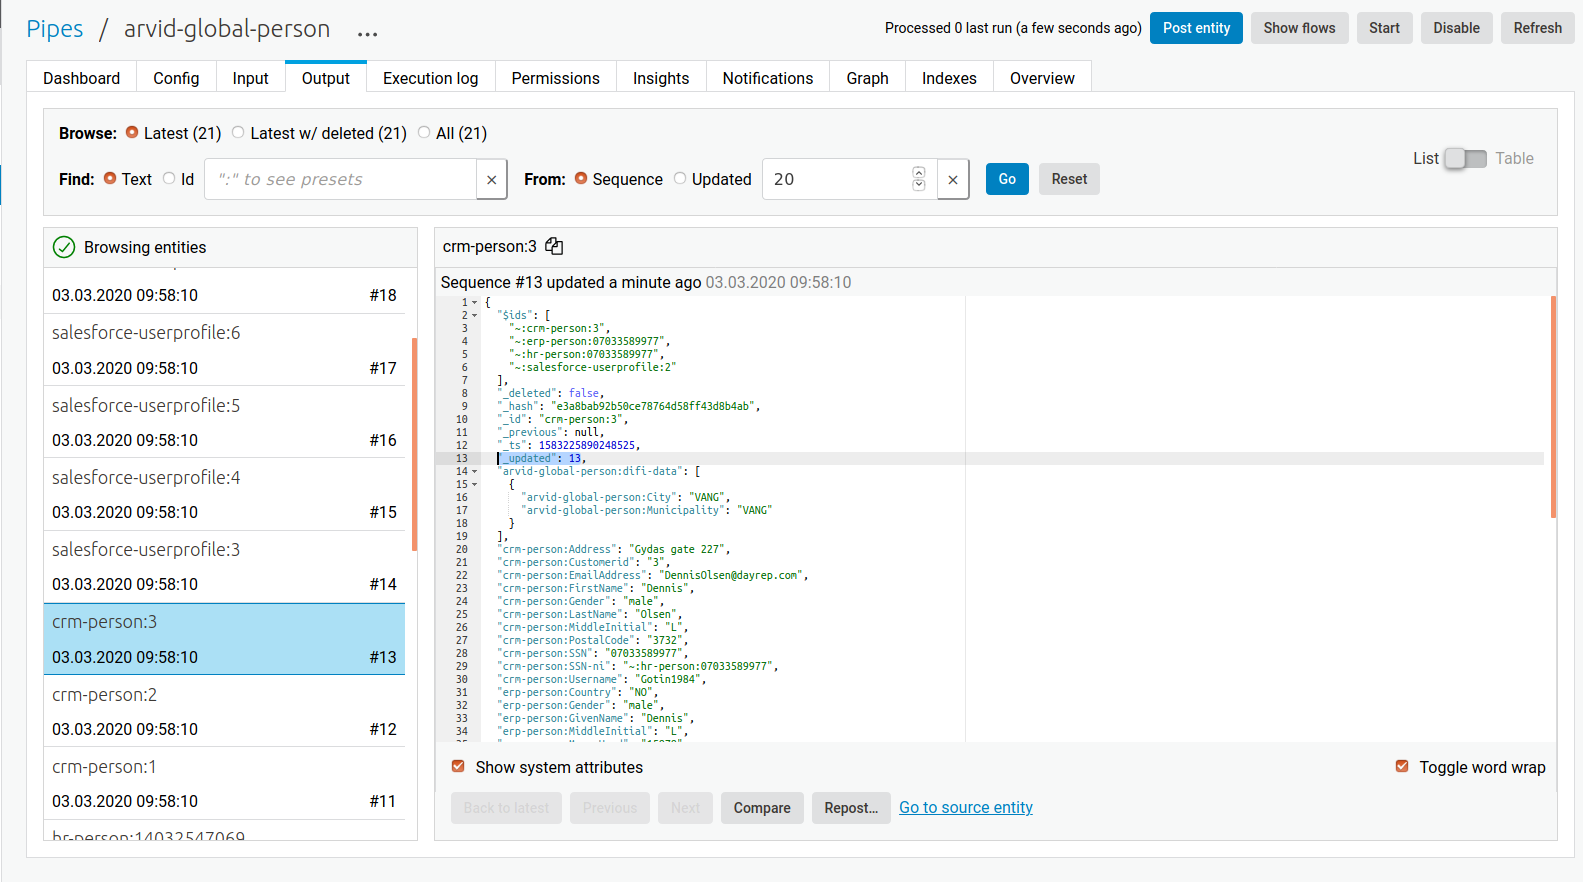 Pipes / arvid-global-person ...
Processed 0 last run (a few seconds ago) Post entity Show flows Start Disable Refresh
Dashboard Config Input Output Execution log Permissions Insights Notifications Graph Indexes Overview
Browse: Latest (21) Latest w/ deleted (21) All (21)
List Table
Find: Text Id ":" to see presets × From: Sequence Updated 20 × Go Reset
Browsing entities
03.03.2020 09:58:10 #18
salesforce-userprofile:6
03.03.2020 09:58:10 #17
salesforce-userprofile:5
03.03.2020 09:58:10 #16
salesforce-userprofile:4
03.03.2020 09:58:10 #15
salesforce-userprofile:3
03.03.2020 09:58:10 #14
crm-person:3
03.03.2020 09:58:10 #13
crm-person:2
03.03.2020 09:58:10 #12
crm-person:1
03.03.2020 09:58:10 #11
hr-person:14032547069
crm-person:3
Sequence #13 updated a minute ago 03.03.2020 09:58:10
1 {
2 "$ids": [
3 "~:crm-person:3",
4 "~:erp-person:07033589977",
5 "~:hr-person:07033589977",
6 "~:salesforce-userprofile:2"
7 ],
8 "_deleted": false,
9 "_hash": "e3a8bab92b50ce78764d58ff43d8b4ab",
10 "_id": "crm-person:3",
11 "_previous": null,
12 "_ts": 1583225890248525,
13 "_updated": 13,
14 "arvid-global-person:difi-data": [
15 {
16 "arvid-global-person:City": "VANG",
17 "arvid-global-person:Municipality": "VANG"
18 }
19 ],
20 "crm-person:Address": "Gydas gate 227",
21 "crm-person:Customerid": "3",
22 "crm-person:EmailAddress": "DennisOlsen@dayrep.com",
23 "crm-person:FirstName": "Dennis",
24 "crm-person:Gender": "male",
25 "crm-person:LastName": "Olsen",
26 "crm-person:MiddleInitial": "L",
27 "crm-person:PostalCode": "3732",
28 "crm-person:SSN": "07033589977",
29 "crm-person:SSN-ni": "~:hr-person:07033589977",
30 "crm-person:Username": "Gotin1984",
31 "erp-person:Country": "NO",
32 "erp-person:Gender": "male",
33 "erp-person:GivenName": "Dennis",
34 "erp-person:MiddleInitial": "L",
Show system attributes Toggle word wrap
Back to latest Previous Next Compare Repost... Go to source entity